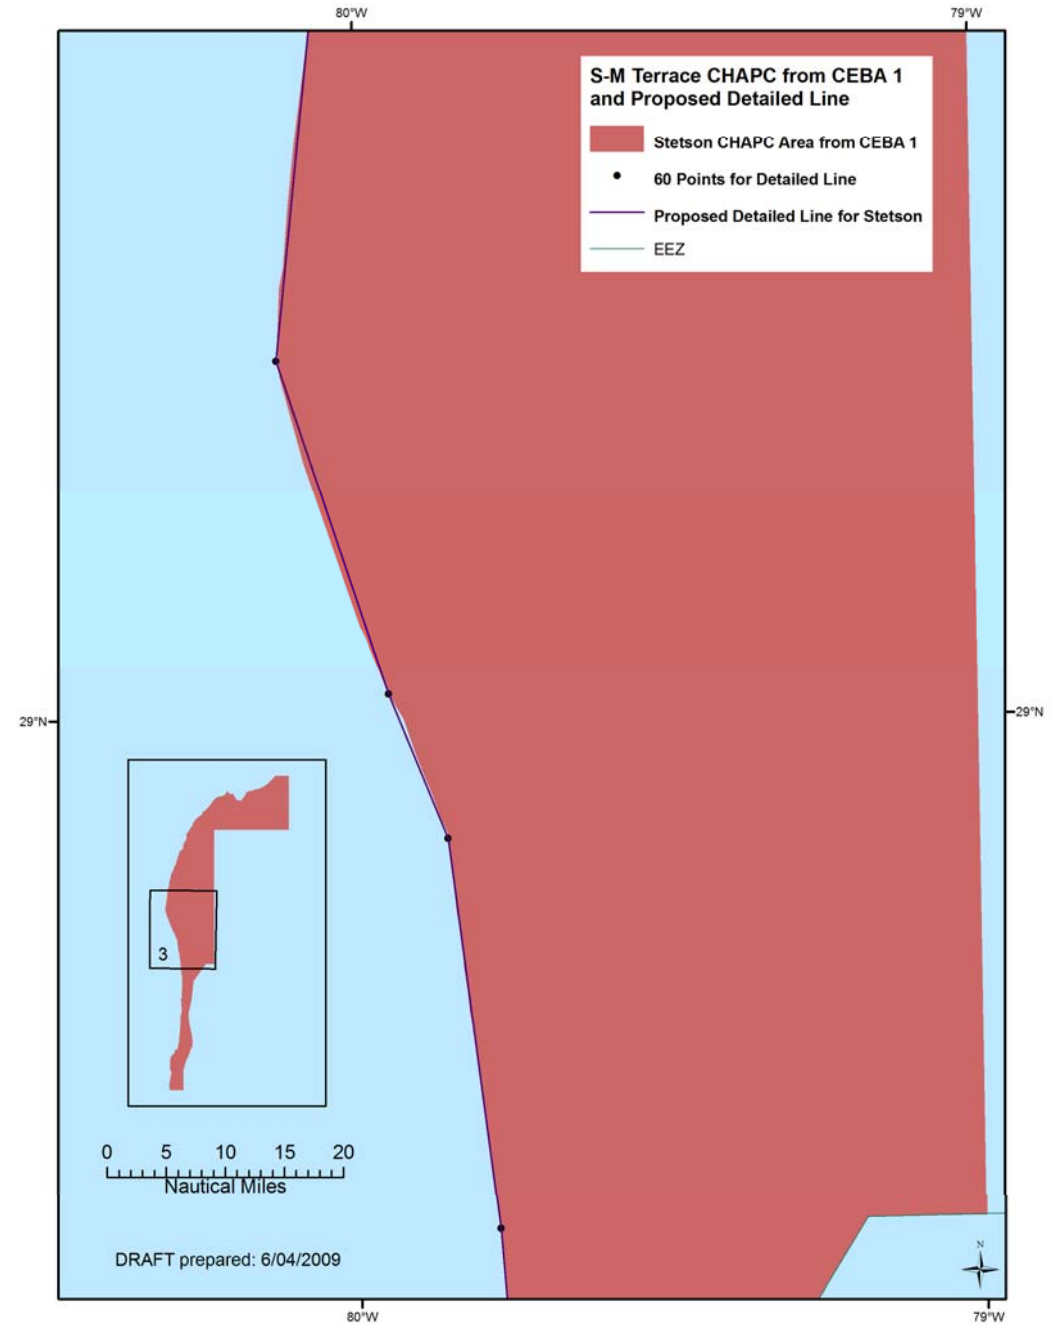 80°W
79°W
S-M Terrace CHAPC from CEBA 1
and Proposed Detailed Line
Stetson CHAPC Area from CEBA 1
60 Points for Detailed Line
Proposed Detailed Line for Stetson
EEZ
29°N
29°N
3
0 5 10 15 20
Nautical Miles
DRAFT prepared: 6/04/2009
N
80°W
79°W